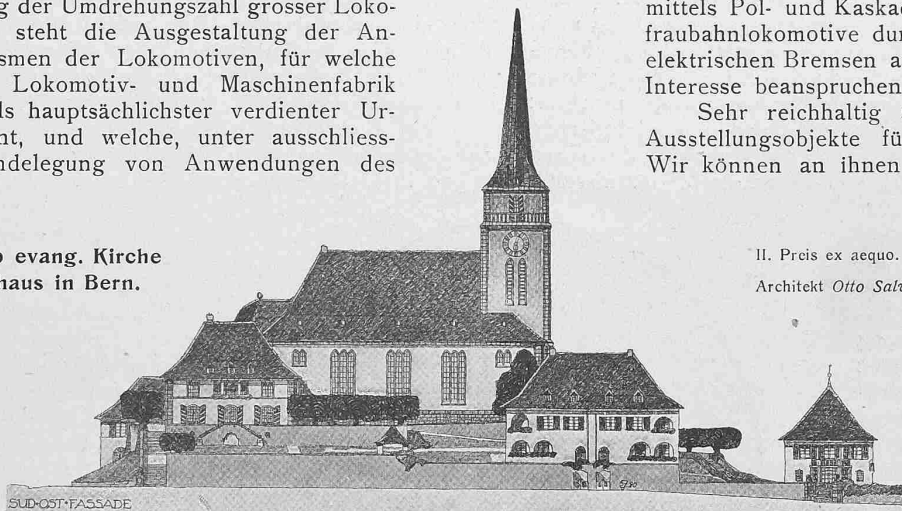 g der Umdrehungszahl grosser Loko-
steht die Ausgestaltung der An-
smen der Lokomotiven, für welche
Lokomotiv- und Maschinenfabrik
ls hauptsächlichster verdienter Ur-
nt, und welche, unter ausschliess-
ndelegung von Anwendungen des
mittels Pol- und Kaskad
fraubahnlokomotive dur
elektrischen Bremsen a
Interesse beanspruchen
Sehr reichhaltig
Ausstellungsobjekte fü
Wir können an ihnen
evang. Kirche
haus in Bern.
II. Preis ex aequo.
Architekt Otto Salv
SUD-OST-FASSADE